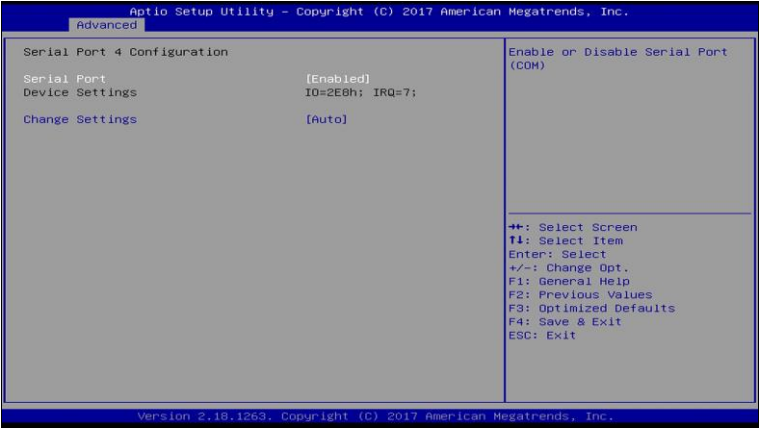 Aptio Setup Utility – Copyright (C) 2017 American Megatrends, Inc.
Advanced
Serial Port 4 Configuration
Serial Port [Enabled]
Device Settings IO=2E8h; IRQ=7;
Change Settings [Auto]
Enable or Disable Serial Port
(COM)
→←: Select Screen
↑↓: Select Item
Enter: Select
+/-: Change Opt.
F1: General Help
F2: Previous Values
F3: Optimized Defaults
F4: Save & Exit
ESC: Exit
Version 2.18.1263. Copyright (C) 2017 American Megatrends, Inc.